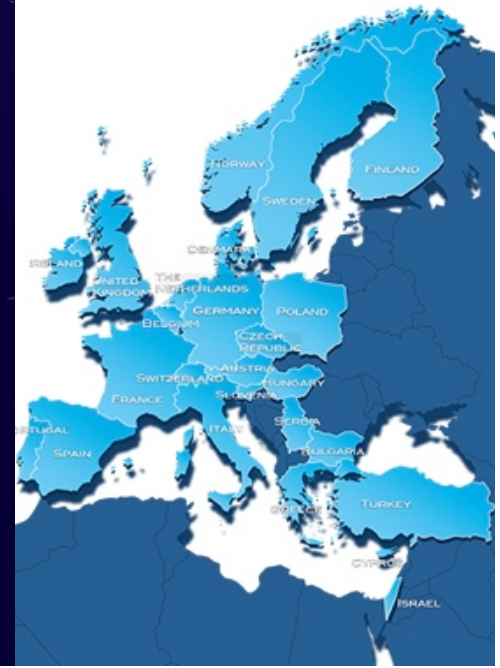 NORWAY
FINLAND
SWEDEN
DENMARK
IRELAND
UNITED
KINGDOM
THE
NETHERLANDS
GERMANY
POLAND
BELGIUM
CZECH
REPUBLIC
AUSTRIA
SWITZERLAND
HUNGARY
SLOVENIA
FRANCE
SERBIA
ITALY
ORTUGAL
BULGARIA
SPAIN
TURKEY
GREECE
CYPRUS
ISRAEL